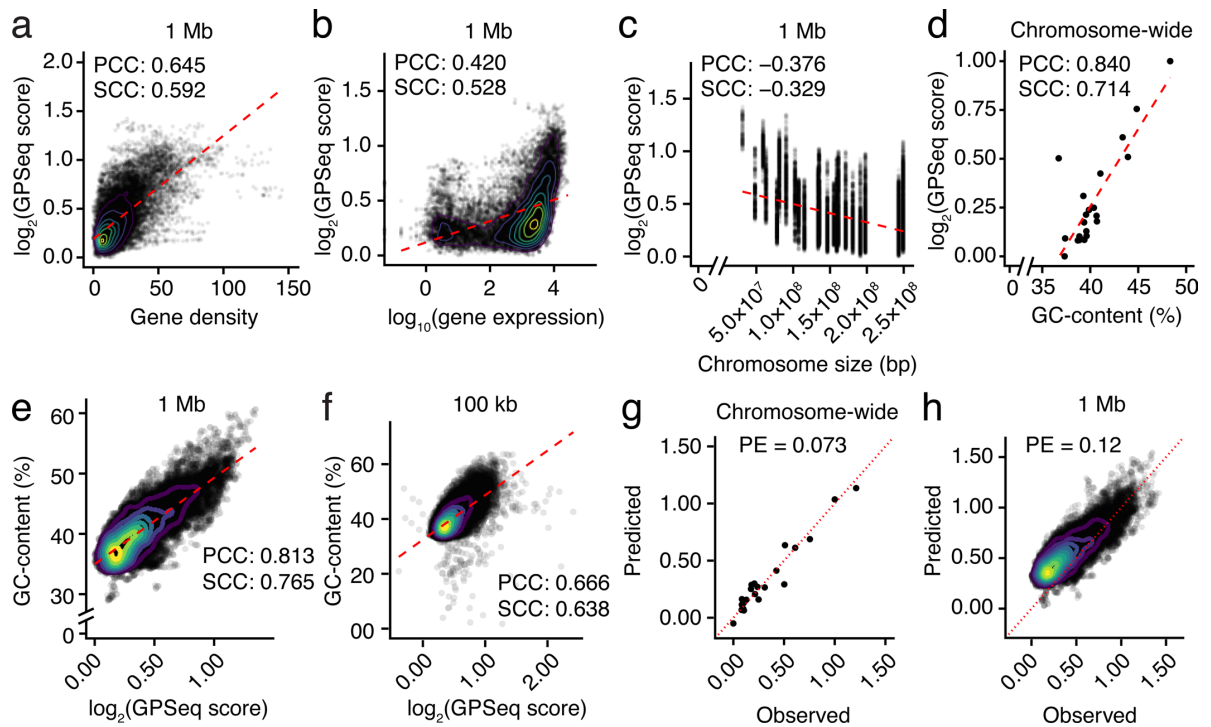 a
1 Mb
PCC: 0.645
SCC: 0.592
log2(GPSeq score)
2.0
1.5
1.0
0.5
0.0
0
50
100
150
Gene density
b
1 Mb
PCC: 0.420
SCC: 0.528
log2(GPSeq score)
1.5
1.0
0.5
0.0
0
2
4
log10(gene expression)
c
1 Mb
PCC: −0.376
SCC: −0.329
log2(GPSeq score)
1.5
1.0
0.5
0.0
0
5.0×10^7
1.0×10^8
1.5×10^8
2.0×10^8
2.5×10^8
Chromosome size (bp)
d
Chromosome-wide
PCC: 0.840
SCC: 0.714
log2(GPSeq score)
1.00
0.75
0.50
0.25
0.00
0
35
40
45
50
GC-content (%)
e
1 Mb
GC-content (%)
60
50
40
30
0
PCC: 0.813
SCC: 0.765
0.00
0.50
1.00
log2(GPSeq score)
f
100 kb
GC-content (%)
60
40
20
00
PCC: 0.666
SCC: 0.638
0.00
1.00
2.00
log2(GPSeq score)
g
Chromosome-wide
PE = 0.073
Predicted
1.50
1.00
0.50
0.00
0.00
0.50
1.00
1.50
Observed
h
1 Mb
PE = 0.12
Predicted
1.50
1.00
0.50
0.00
0.00
0.50
1.00
1.50
Observed